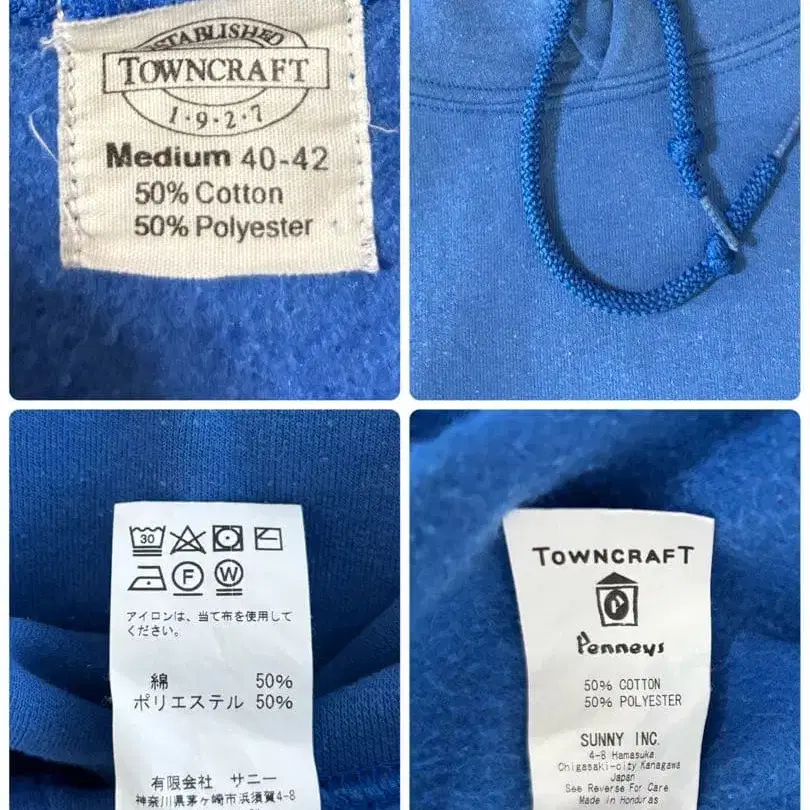 ESTABLISHED
TOWNCRAFT
1·9·2·7
Medium 40-42
50% Cotton
50% Polyester
30
F
W
アイロンは、当て布を使用して
ください。
綿 50%
ポリエステル 50%
有限会社 サニー
神奈川県茅ヶ崎市浜須賀4-8
TOWNCRAFT
P
Penneys
50% COTTON
50% POLYESTER
SUNNY INC.
4-8 Hamasuka
Chigasaki-city Kanagawa
Japan
See Reverse For Care
Made in Honduras